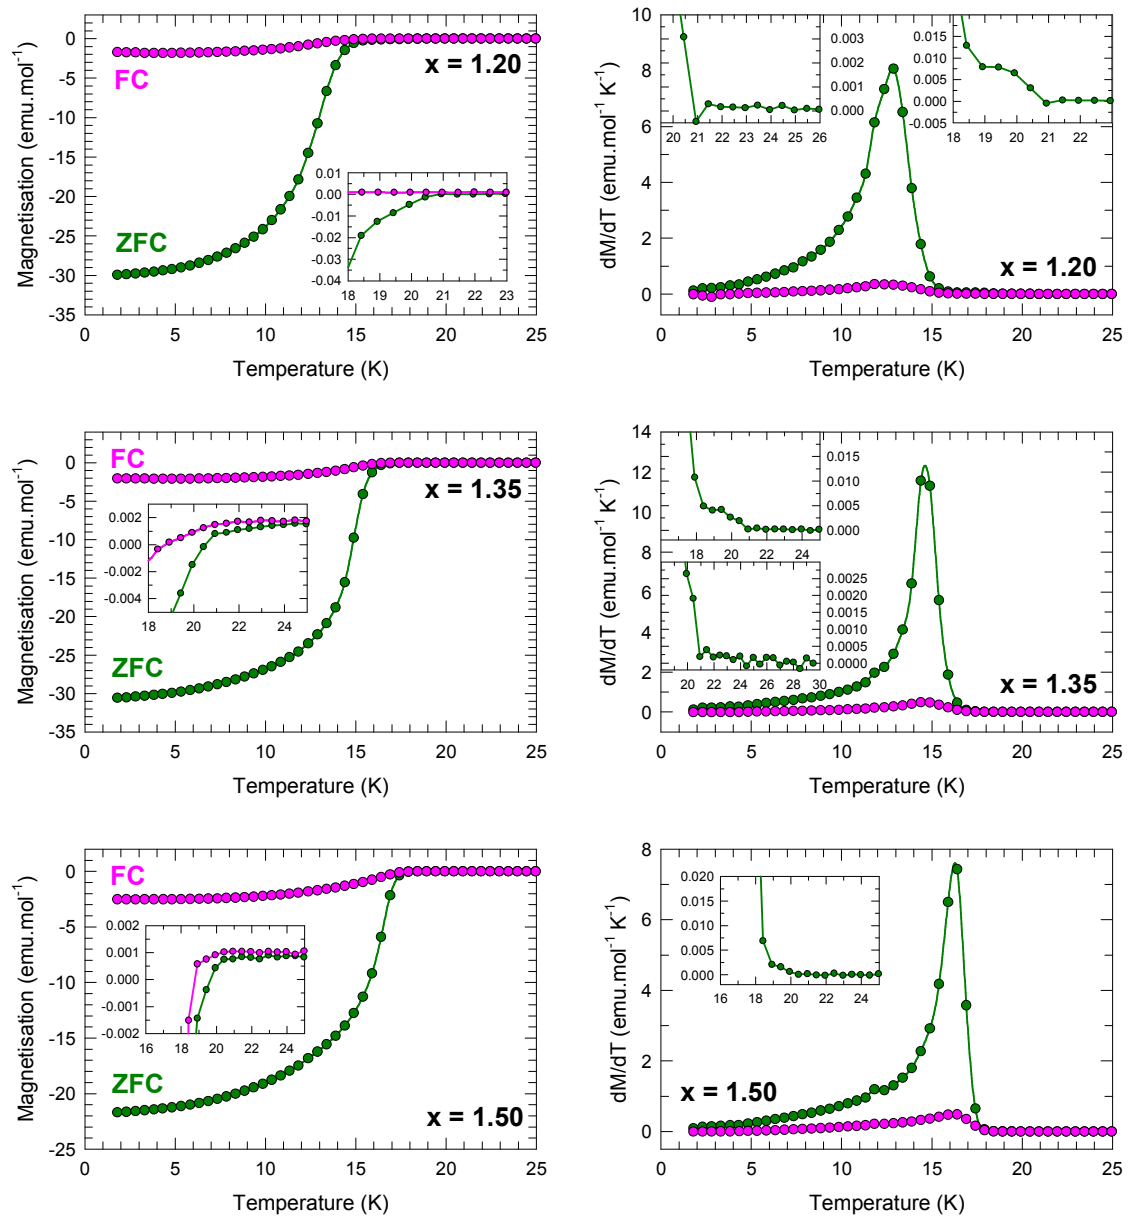 Magnetisation (emu.mol⁻¹)
0
-5
-10
-15
-20
-25
-30
-35
FC
ZFC
x = 1.20
0.01
0.00
-0.01
-0.02
-0.03
-0.04
18 19 20 21 22 23
0 5 10 15 20 25
Temperature (K)
dM/dT (emu.mol⁻¹ K⁻¹)
10
8
6
4
2
0
0.003
0.002
0.001
0.000
20 21 22 23 24 25 26
0.015
0.010
0.005
0.000
-0.005
18 19 20 21 22
x = 1.20
0 5 10 15 20 25
Temperature (K)
Magnetisation (emu.mol⁻¹)
0
-5
-10
-15
-20
-25
-30
-35
FC
x = 1.35
0.002
0.000
-0.002
-0.004
18 20 22 24
ZFC
0 5 10 15 20 25
Temperature (K)
dM/dT (emu.mol⁻¹ K⁻¹)
14
12
10
8
6
4
2
0
0.015
0.010
0.005
0.000
18 20 22 24
0.0025
0.0020
0.0015
0.0010
0.0005
0.0000
20 22 24 26 28 30
x = 1.35
0 5 10 15 20 25
Temperature (K)
Magnetisation (emu.mol⁻¹)
0
-5
-10
-15
-20
-25
FC
0.002
0.001
0.000
-0.001
-0.002
16 18 20 22 24
ZFC
x = 1.50
0 5 10 15 20 25
Temperature (K)
dM/dT (emu.mol⁻¹ K⁻¹)
8
6
4
2
0
0.020
0.015
0.010
0.005
0.000
16 18 20 22 24
x = 1.50
0 5 10 15 20 25
Temperature (K)